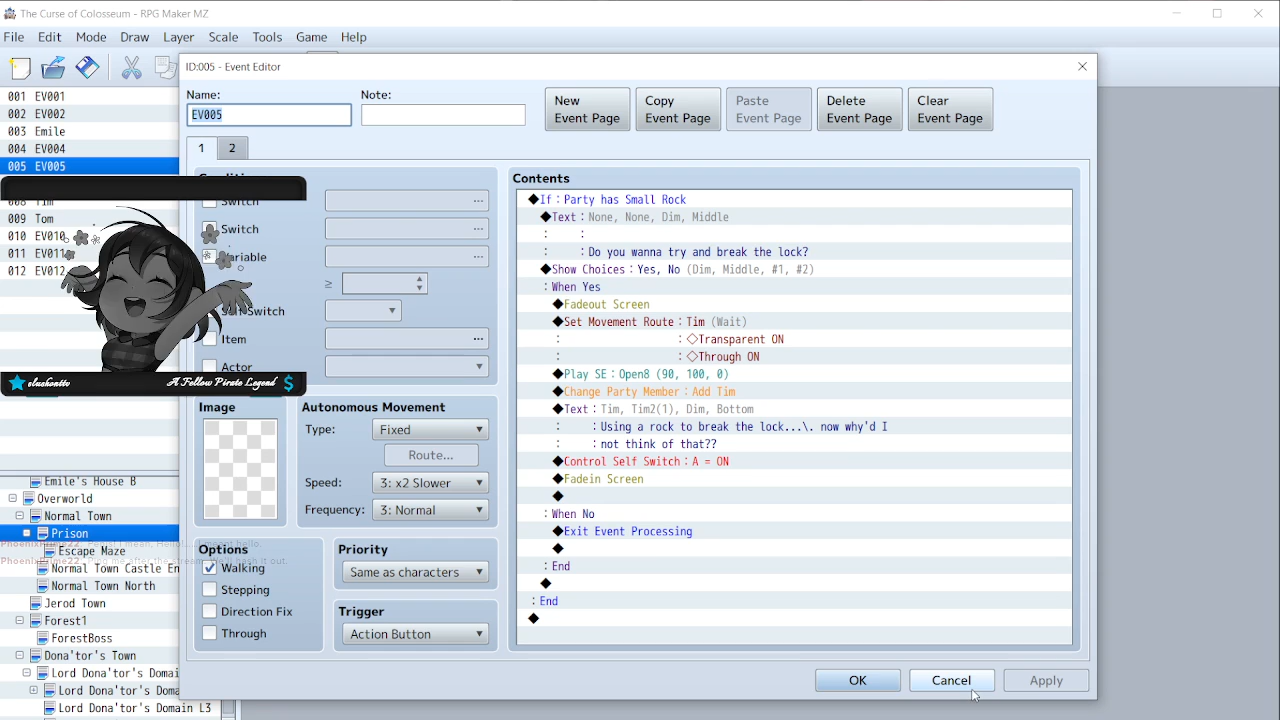 The Curse of Colosseum - RPG Maker MZ
File Edit Mode Draw Layer Scale Tools Game Help
ID:005 - Event Editor
Name: Note:
EV005
New Event Page
Copy Event Page
Paste Event Page
Delete Event Page
Clear Event Page
001 EV001
002 EV002
003 Emile
004 EV004
005 EV005
008 Tim
009 Tom
010 EV010
011 EV011
012 EV012
1 2
Switch
Switch
≥
Item
Actor
A Fellow Pirate Legend $
Image
Autonomous Movement
Type: Fixed
Route...
Speed: 3: x2 Slower
Frequency: 3: Normal
Options
Walking
Stepping
Direction Fix
Through
Priority
Same as characters
Trigger
Action Button
Contents
◆If:Party has Small Rock
◆Text:None, None, Dim, Middle
: :
: :Do you wanna try and break the lock?
◆Show Choices:Yes, No (Dim, Middle, #1, #2)
:When Yes
◆Fadeout Screen
◆Set Movement Route:Tim (Wait)
: :◇Transparent ON
: :◇Through ON
◆Play SE:Open8 (90, 100, 0)
◆Change Party Member:Add Tim
◆Text:Tim, Tim2(1), Dim, Bottom
: :Using a rock to break the lock...\. now why'd I
: :not think of that??
◆Control Self Switch:A = ON
◆Fadein Screen
◆
:When No
◆Exit Event Processing
◆
:End
◆
:End
◆
Emile's House B
Overworld
Normal Town
Prison
Escape Maze
Normal Town Castle En
Normal Town North
Jerod Town
Forest1
ForestBoss
Dona'tor's Town
Lord Dona'tor's Domai
Lord Dona'tor's Doma
Lord Dona'tor's Domain L3
OK Cancel Apply